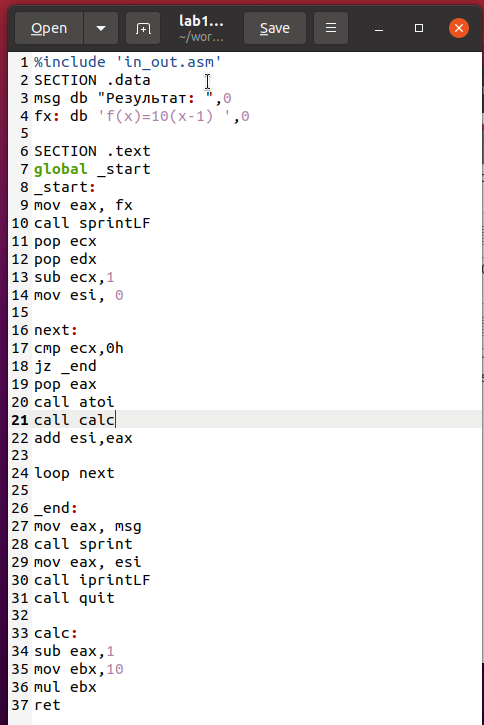 Open
lab1...
~/wor...
Save
1 %include 'in_out.asm'
2 SECTION .data
3 msg db "Результат: ",0
4 fx: db 'f(x)=10(x-1) ',0
5
6 SECTION .text
7 global _start
8 _start:
9 mov eax, fx
10 call sprintLF
11 pop ecx
12 pop edx
13 sub ecx,1
14 mov esi, 0
15
16 next:
17 cmp ecx,0h
18 jz _end
19 pop eax
20 call atoi
21 call calc
22 add esi,eax
23
24 loop next
25
26 _end:
27 mov eax, msg
28 call sprint
29 mov eax, esi
30 call iprintLF
31 call quit
32
33 calc:
34 sub eax,1
35 mov ebx,10
36 mul ebx
37 ret